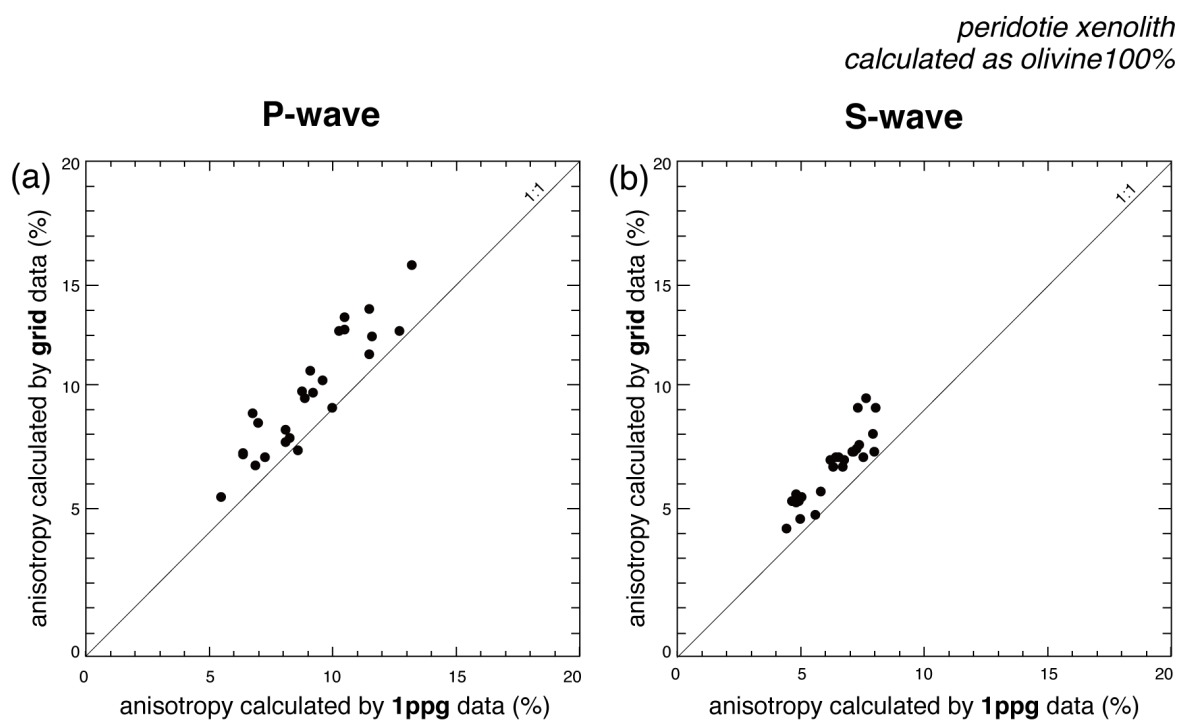 peridotie xenolith
calculated as olivine100%
P-wave
S-wave
(a)
20
15
10
5
0
anisotropy calculated by grid data (%)
1:1
0 5 10 15 20
anisotropy calculated by 1ppg data (%)
(b)
20
15
10
5
0
anisotropy calculated by grid data (%)
1:1
0 5 10 15 20
anisotropy calculated by 1ppg data (%)